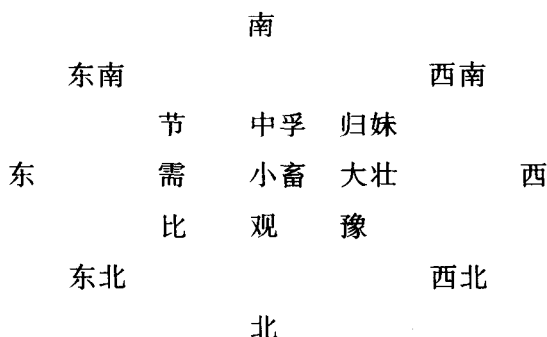 南
东南 西南
节 中孚 归妹
东 需 小畜 大壮 西
比 观 豫
东北 西北
北